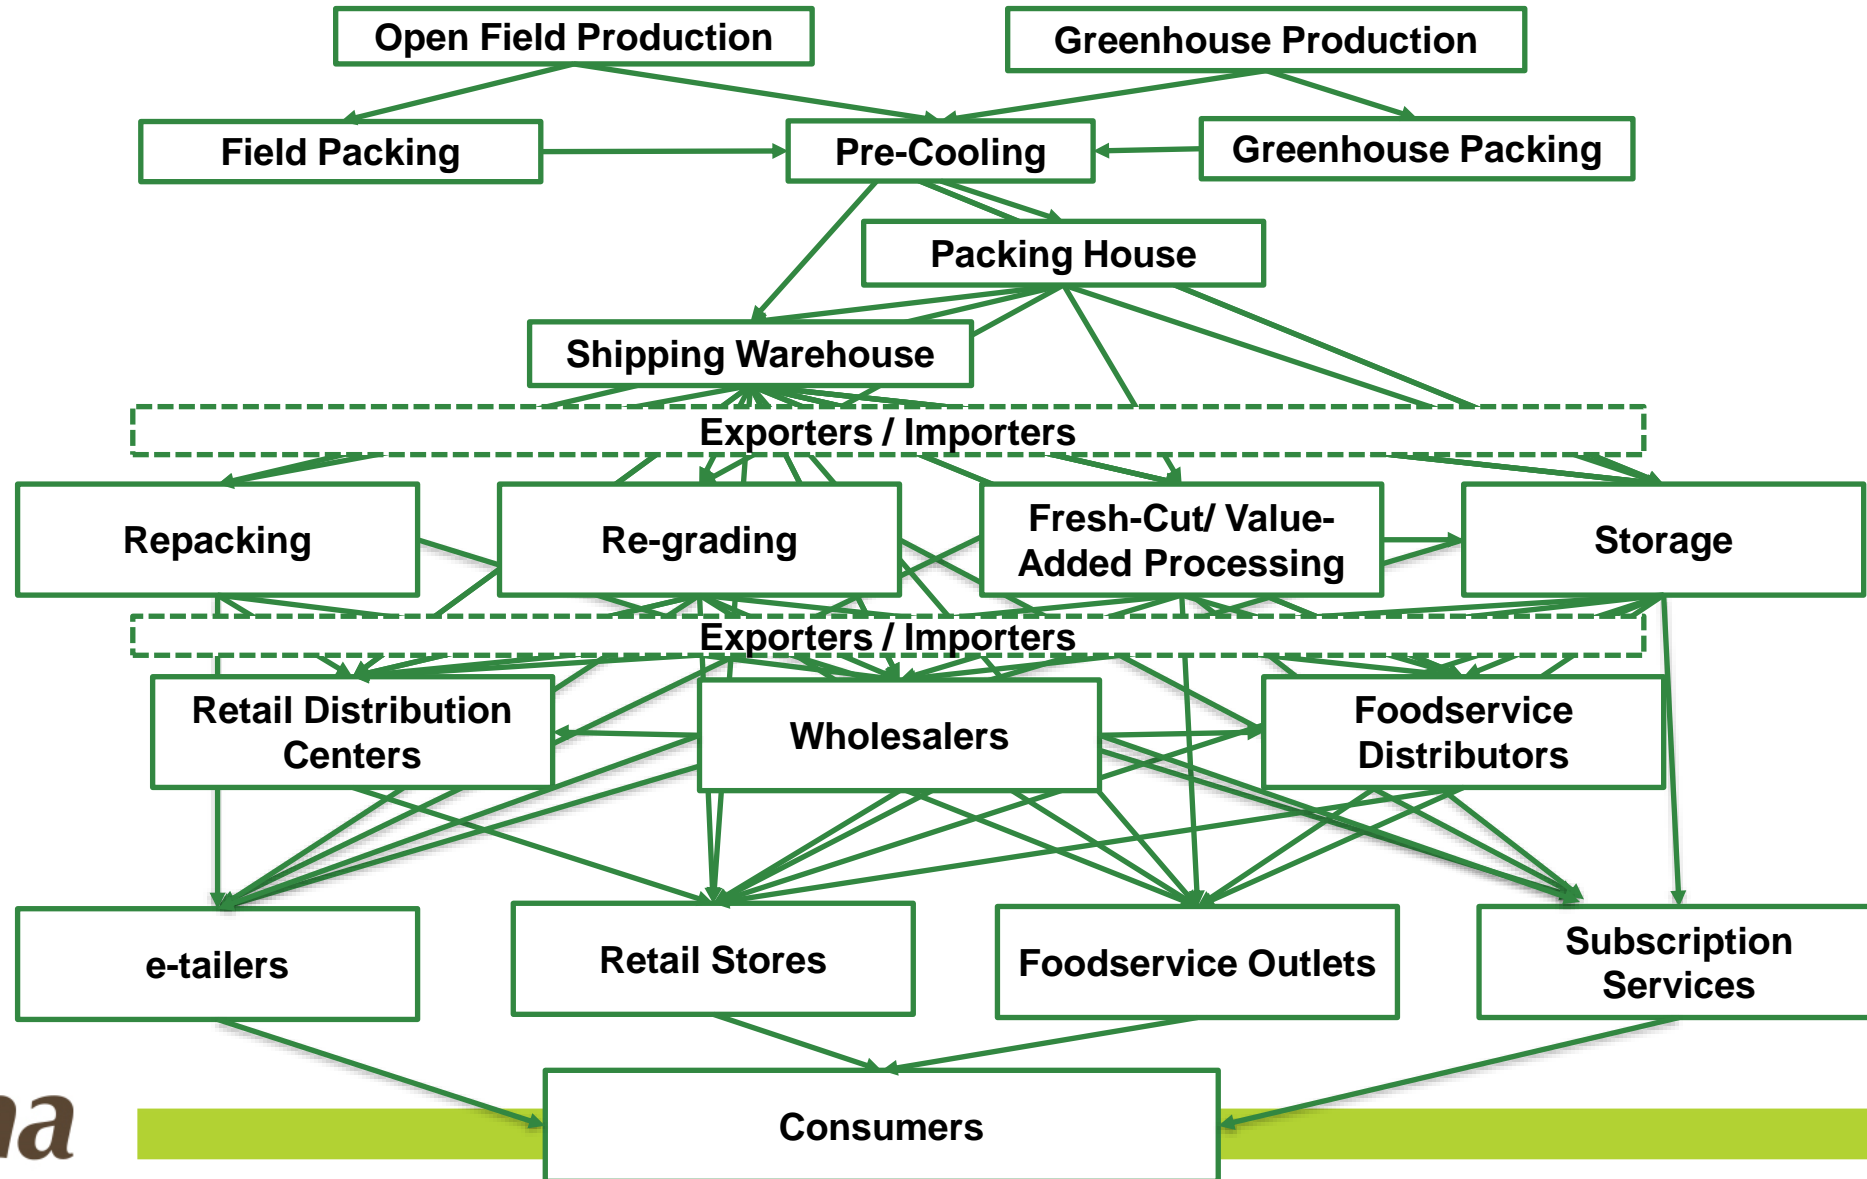 Open Field Production
Greenhouse Production
Field Packing
Pre-Cooling
Greenhouse Packing
Packing House
Shipping Warehouse
Exporters / Importers
Repacking
Re-grading
Fresh-Cut/ Value-
Added Processing
Storage
Exporters / Importers
Retail Distribution
Centers
Wholesalers
Foodservice
Distributors
e-tailers
Retail Stores
Foodservice Outlets
Subscription
Services
Consumers